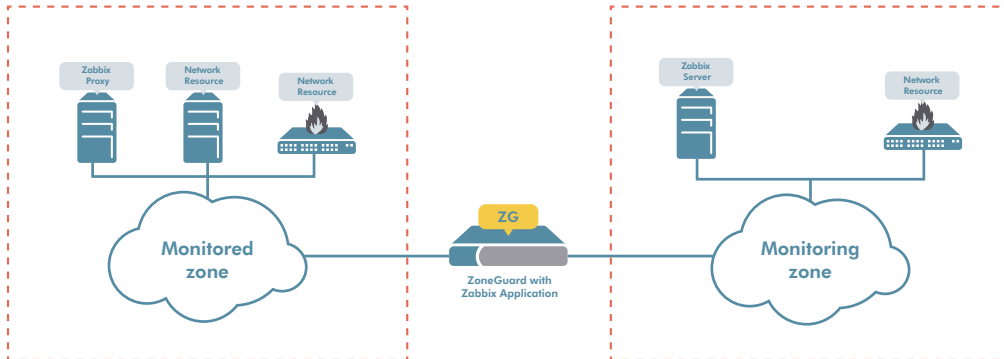 Zabbix
Proxy
Network
Resource
Network
Resource
Zabbix
Server
Network
Resource
Monitored
zone
ZG
ZoneGuard with
Zabbix Application
Monitoring
zone